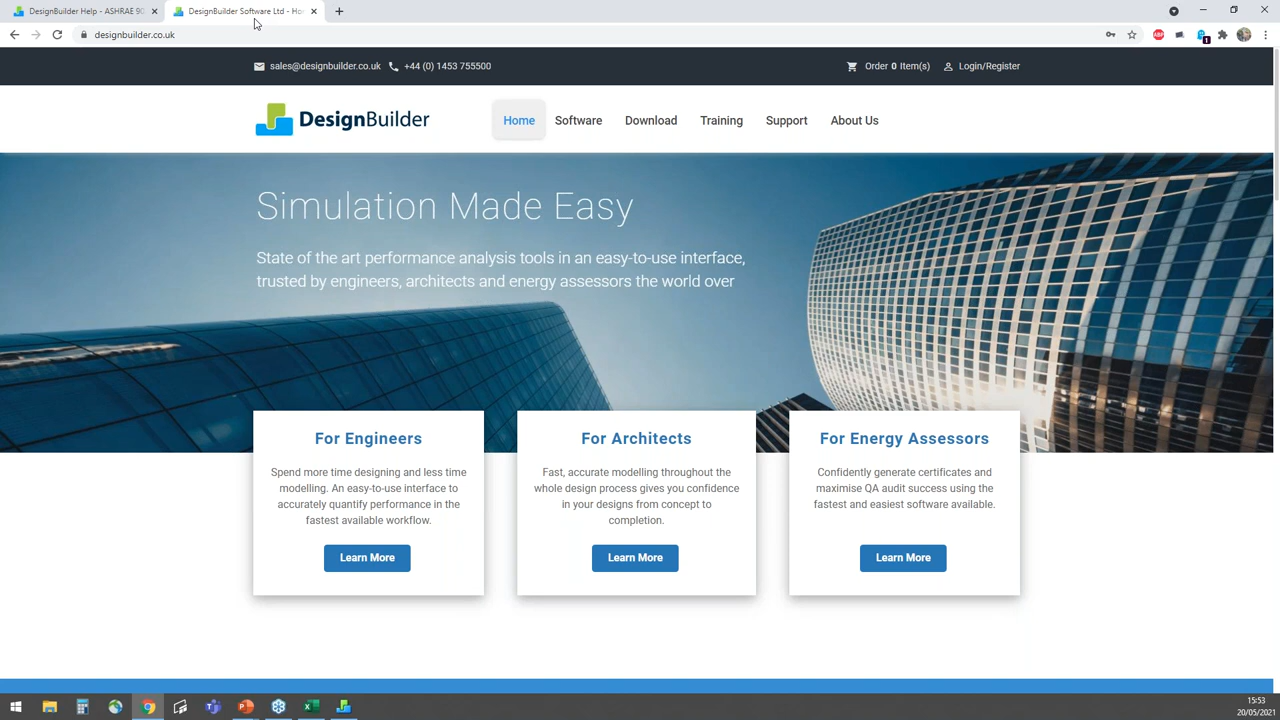 DesignBuilder Help - ASHRAE 90
DesignBuilder Software Ltd - Ho
designbuilder.co.uk
ABP
1
sales@designbuilder.co.uk +44 (0) 1453 755500
Order 0 Item(s) Login/Register
DesignBuilder
Home Software Download Training Support About Us
Simulation Made Easy
State of the art performance analysis tools in an easy-to-use interface,
trusted by engineers, architects and energy assessors the world over
For Engineers
Spend more time designing and less time
modelling. An easy-to-use interface to
accurately quantify performance in the
fastest available workflow.
Learn More
For Architects
Fast, accurate modelling throughout the
whole design process gives you confidence
in your designs from concept to
completion.
Learn More
For Energy Assessors
Confidently generate certificates and
maximise QA audit success using the
fastest and easiest software available.
Learn More
15:53
20/05/2021